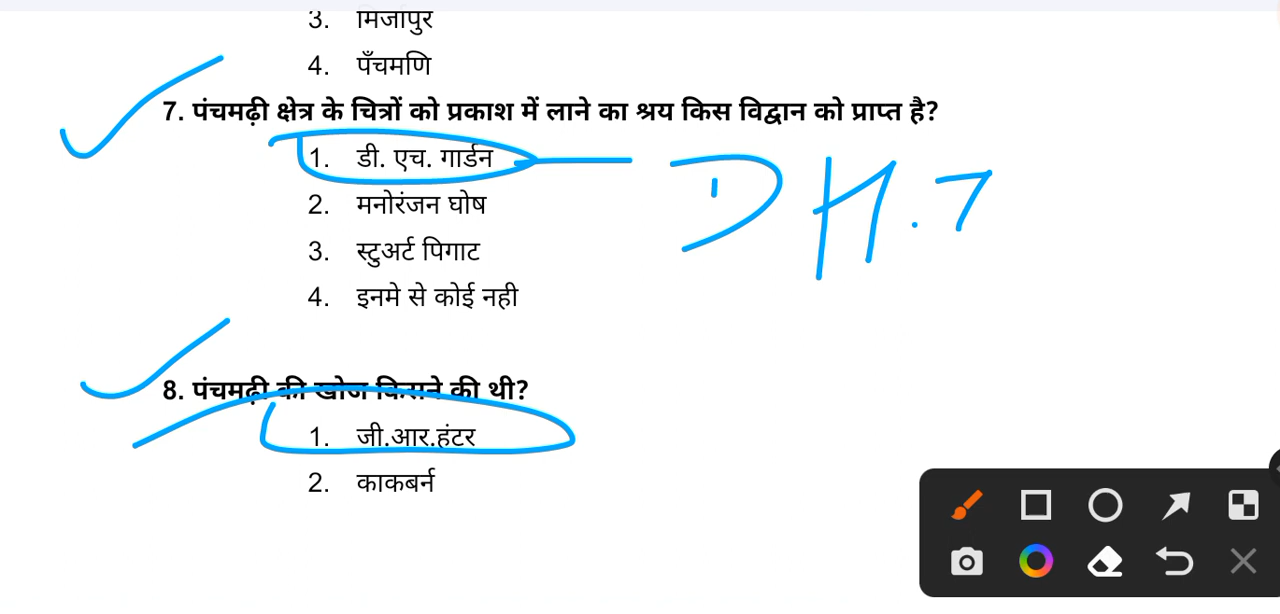 3. मिर्जापुर
4. पँचमणि
7. पंचमढ़ी क्षेत्र के चित्रों को प्रकाश में लाने का श्रय किस विद्वान को प्राप्त है?
1. डी. एच. गार्डन
D H. 7
2. मनोरंजन घोष
3. स्टुअर्ट पिगाट
4. इनमे से कोई नही
8. पंचमढ़ी की खोज किसने की थी?
1. जी.आर.हंटर
2. काकबर्न